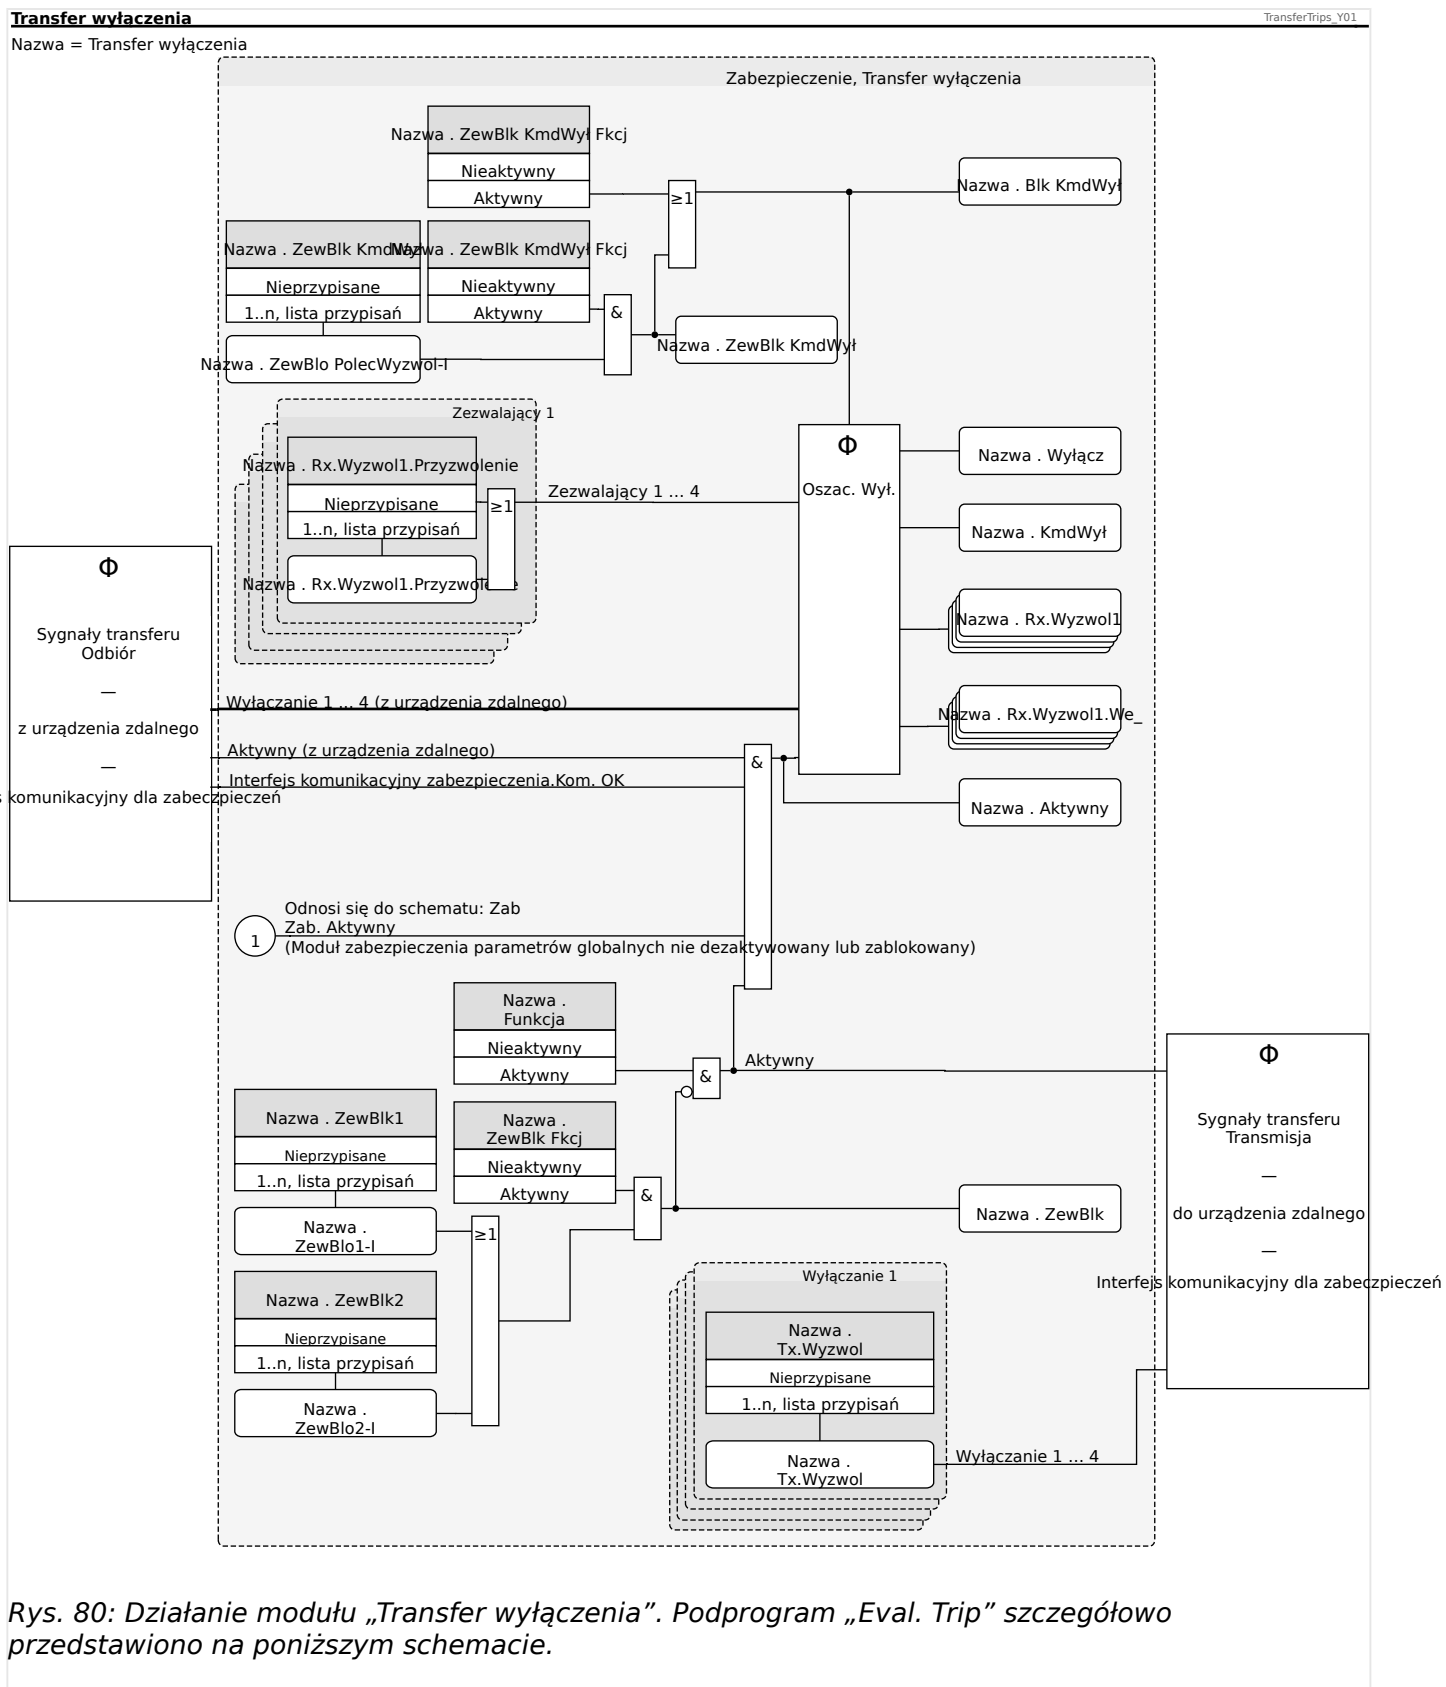 Transfer wyłączenia
TransferTrips_Y01
Nazwa = Transfer wyłączenia
Zabezpieczenie, Transfer wyłączenia
Nazwa . ZewBlk KmdWył Fkcj
Nieaktywny
Aktywny
≥1
Nazwa . Blk KmdWył
Nazwa . ZewBlk KmdWył
Nieprzypisane
1..n, lista przypisań
Nazwa . ZewBlo PolecWyzwol-I
Nazwa . ZewBlk KmdWył Fkcj
Nieaktywny
Aktywny
&
Nazwa . ZewBlk KmdWył
Zezwalający 1
Nazwa . Rx.Wyzwol1.Przyzwolenie
Nieprzypisane
1..n, lista przypisań
Nazwa . Rx.Wyzwol1.Przyzwolenie
≥1
Zezwalający 1 ... 4
Φ
Oszac. Wył.
Nazwa . Wyłącz
Nazwa . KmdWył
Nazwa . Rx.Wyzwol1
Nazwa . Rx.Wyzwol1.We_
Nazwa . Aktywny
Φ
Sygnały transferu
Odbiór
—
z urządzenia zdalnego
—
s komunikacyjny dla zabeczpieczeń
Wyłączanie 1 ... 4 (z urządzenia zdalnego)
Aktywny (z urządzenia zdalnego)
Interfejs komunikacyjny zabezpieczenia.Kom. OK
&
1
Odnosi się do schematu: Zab
Zab. Aktywny
(Moduł zabezpieczenia parametrów globalnych nie dezaktywowany lub zablokowany)
Nazwa .
Funkcja
Nieaktywny
Aktywny
&
Aktywny
Nazwa . ZewBlk1
Nieprzypisane
1..n, lista przypisań
Nazwa .
ZewBlo1-I
Nazwa .
ZewBlk Fkcj
Nieaktywny
Aktywny
&
≥1
Nazwa . ZewBlk
Nazwa . ZewBlk2
Nieprzypisane
1..n, lista przypisań
Nazwa .
ZewBlo2-I
Wyłączanie 1
Nazwa .
Tx.Wyzwol
Nieprzypisane
1..n, lista przypisań
Nazwa .
Tx.Wyzwol
Wyłączanie 1 ... 4
Φ
Sygnały transferu
Transmisja
—
do urządzenia zdalnego
—
Interfejs komunikacyjny dla zabeczpieczeń
Rys. 80: Działanie modułu „Transfer wyłączenia”. Podprogram „Eval. Trip” szczegółowo
przedstawiono na poniższym schemacie.